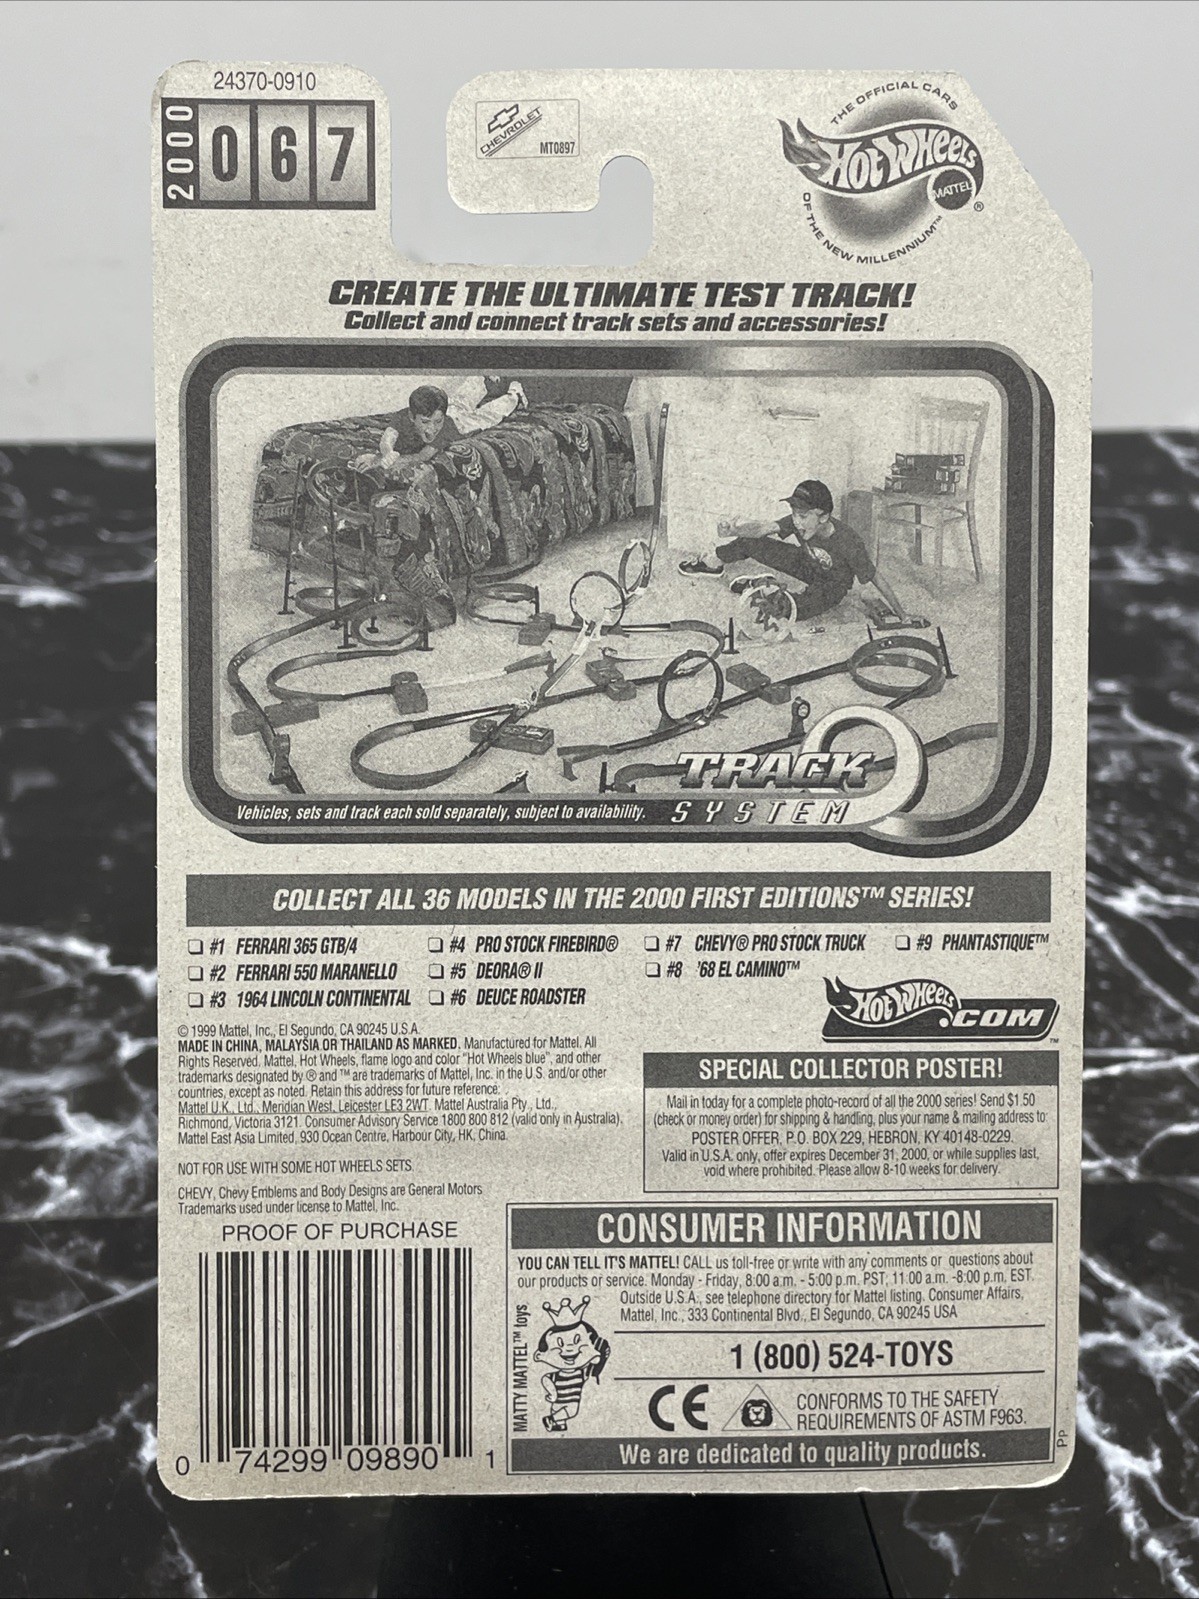 24370-0910
2000
067
CHEVROLET
MT0897
THE OFFICIAL CARS
Hot Wheels
MATTEL
®
OF THE NEW MILLENNIUM™
CREATE THE ULTIMATE TEST TRACK!
Collect and connect track sets and accessories!
TRACK
SYSTEM
Vehicles, sets and track each sold separately, subject to availability.
COLLECT ALL 36 MODELS IN THE 2000 FIRST EDITIONS™ SERIES!
#1 FERRARI 365 GTB/4
#2 FERRARI 550 MARANELLO
#3 1964 LINCOLN CONTINENTAL
#4 PRO STOCK FIREBIRD®
#5 DEORA® II
#6 DEUCE ROADSTER
#7 CHEVY® PRO STOCK TRUCK
#8 '68 EL CAMINO™
#9 PHANTASTIQUE™
Hot Wheels
.COM
™
© 1999 Mattel, Inc., El Segundo, CA 90245 U.S.A.
MADE IN CHINA, MALAYSIA OR THAILAND AS MARKED. Manufactured for Mattel. All
Rights Reserved. Mattel, Hot Wheels, flame logo and color "Hot Wheels blue", and other
trademarks designated by ® and ™ are trademarks of Mattel, Inc. in the U.S. and/or other
countries, except as noted. Retain this address for future reference:
Mattel U.K., Ltd., Meridian West, Leicester LE3 2WT. Mattel Australia Pty., Ltd.,
Richmond, Victoria 3121. Consumer Advisory Service 1800 800 812 (valid only in Australia).
Mattel East Asia Limited, 930 Ocean Centre, Harbour City, HK, China.
NOT FOR USE WITH SOME HOT WHEELS SETS.
CHEVY, Chevy Emblems and Body Designs are General Motors
Trademarks used under license to Mattel, Inc.
SPECIAL COLLECTOR POSTER!
Mail in today for a complete photo-record of all the 2000 series! Send $1.50
(check or money order) for shipping & handling, plus your name & mailing address to:
POSTER OFFER, P.O. BOX 229, HEBRON, KY 40148-0229.
Valid in U.S.A. only, offer expires December 31, 2000, or while supplies last,
void where prohibited. Please allow 8-10 weeks for delivery.
PROOF OF PURCHASE
0 74299 09890 1
CONSUMER INFORMATION
YOU CAN TELL IT'S MATTEL! CALL us toll-free or write with any comments or questions about
our products or service. Monday - Friday, 8:00 a.m. - 5:00 p.m. PST, 11:00 a.m. -8:00 p.m. EST.
Outside U.S.A., see telephone directory for Mattel listing. Consumer Affairs,
Mattel, Inc., 333 Continental Blvd., El Segundo, CA 90245 USA
MATTY MATTEL™ toys
1 (800) 524-TOYS
CE
CONFORMS TO THE SAFETY
REQUIREMENTS OF ASTM F963.
We are dedicated to quality products.
PP